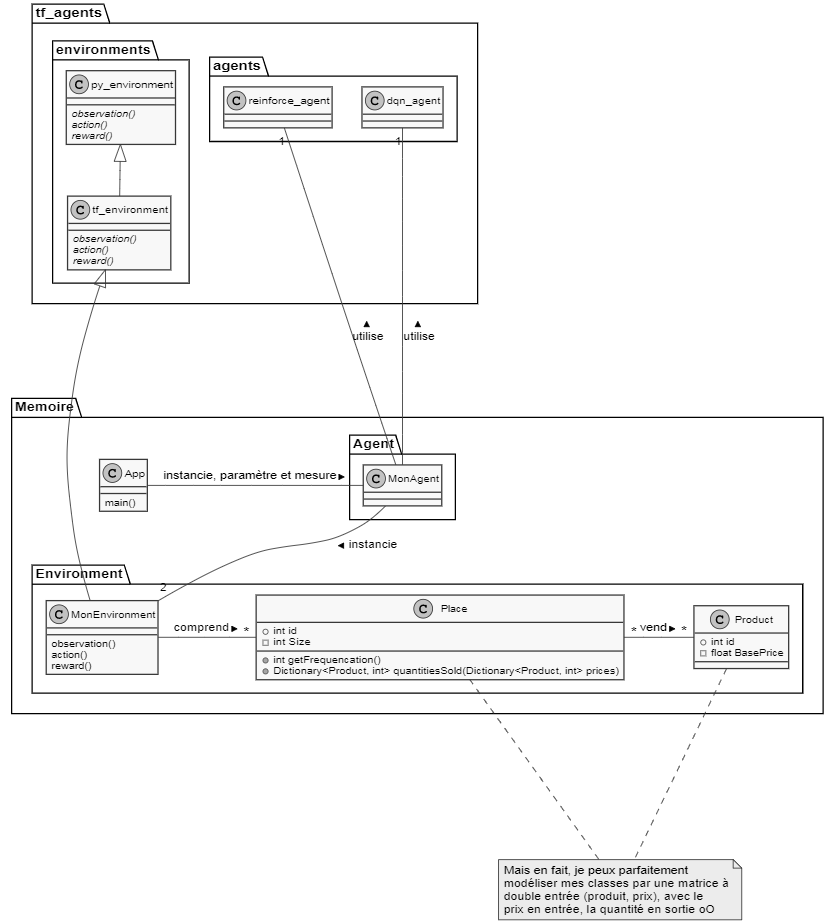 tf_agents
environments
C py_environment
observation()
action()
reward()
C tf_environment
observation()
action()
reward()
agents
C reinforce_agent
C dqn_agent
1
1
utilise
utilise
Memoire
C App
main()
instancie, paramètre et mesure
Agent
C MonAgent
instancie
Environment
2
C MonEnvironment
observation()
action()
reward()
comprend
*
C Place
int id
int Size
int getFrequencation()
Dictionary<Product, int> quantitiesSold(Dictionary<Product, int> prices)
* vend *
C Product
int id
float BasePrice
Mais en fait, je peux parfaitement
modéliser mes classes par une matrice à
double entrée (produit, prix), avec le
prix en entrée, la quantité en sortie oO